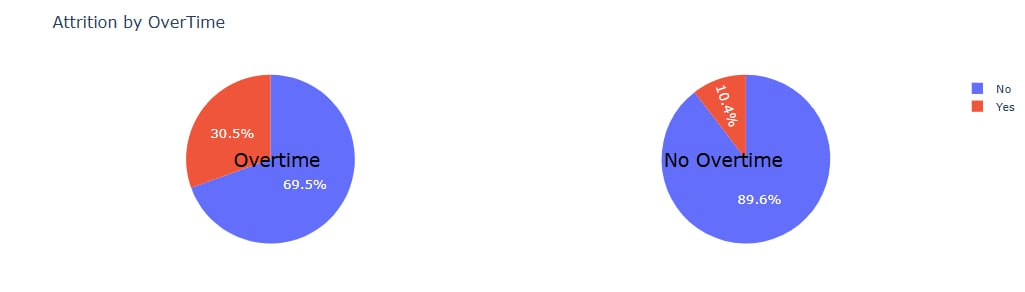 Attrition by OverTime
30.5%
Overtime
69.5%
10.4%
No Overtime
89.6%
No
Yes